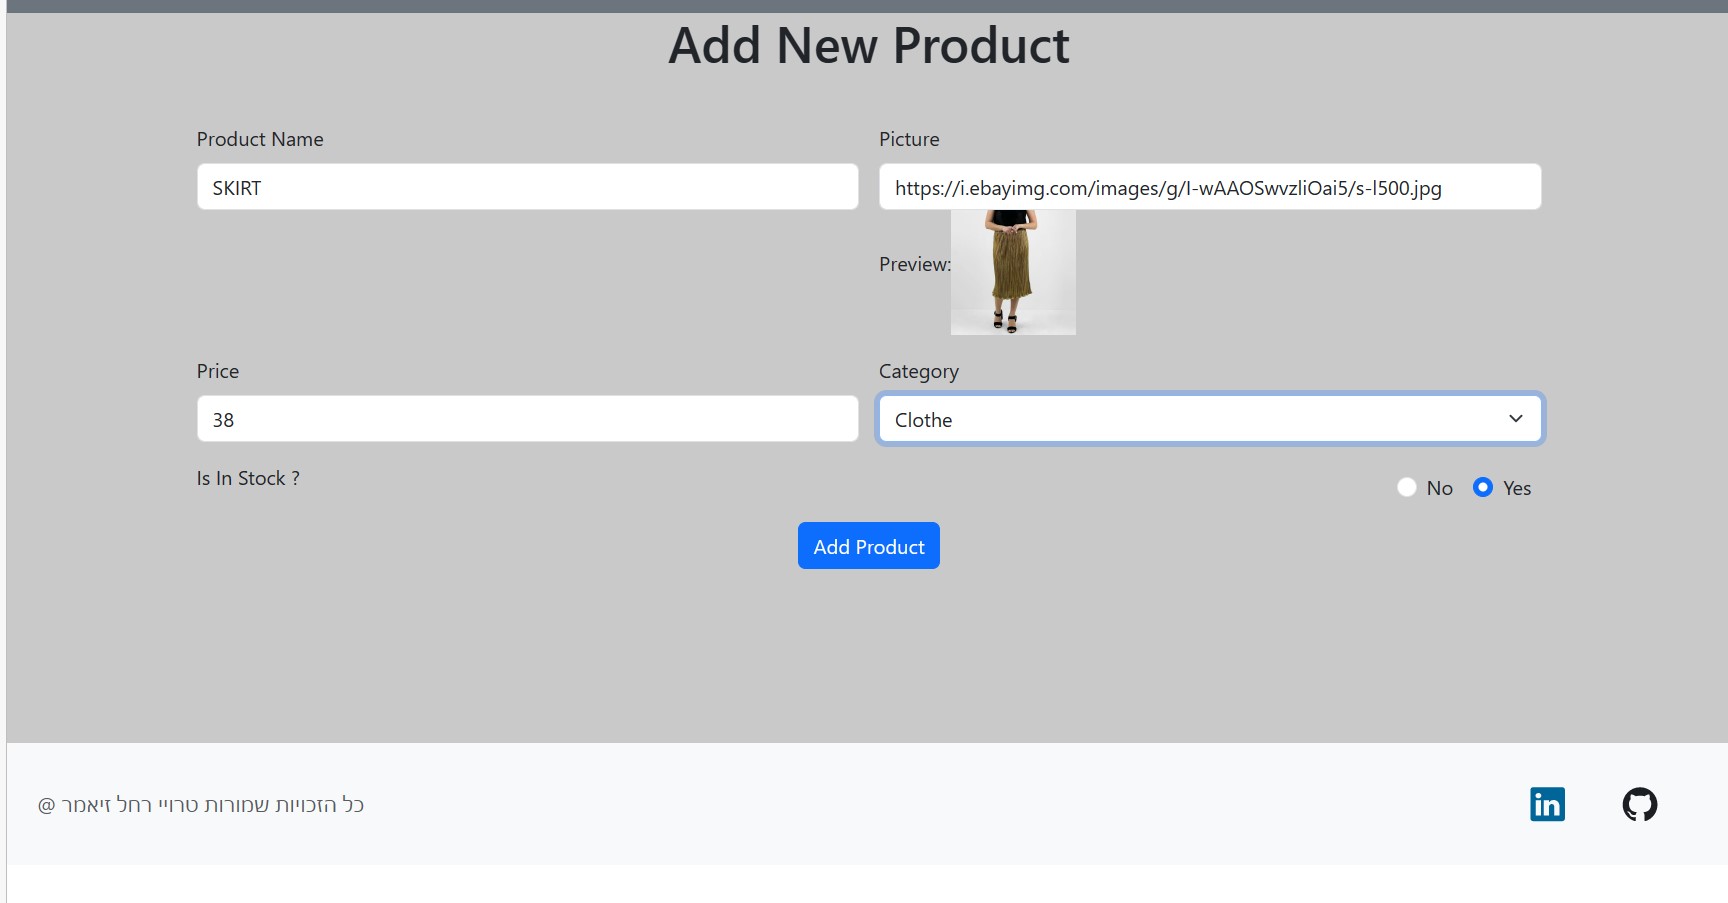 Add New Product
Product Name
Picture
SKIRT
https://i.ebayimg.com/images/g/I-wAAOSwvzliOai5/s-l500.jpg
Preview:
Price
Category
38
Clothe
Is In Stock ?
No
Yes
Add Product
כל הזכויות שמורות טרויי רחל זיאמר @
in